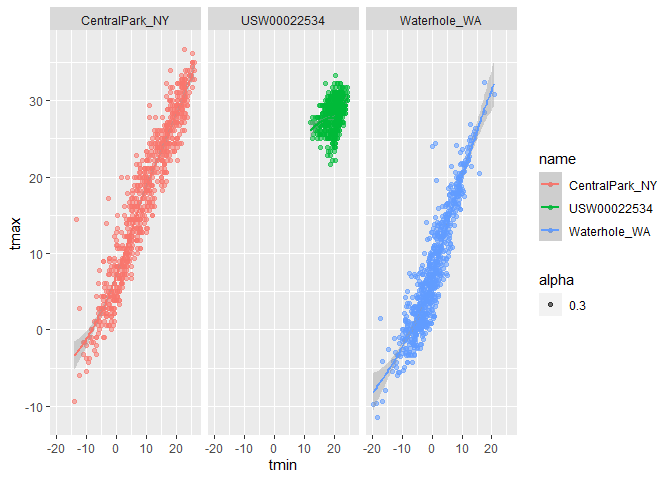 CentralPark_NY USW00022534 Waterhole_WA
30
20
10
0
-10
tmax
-20 -10 0 10 20 -20 -10 0 10 20 -20 -10 0 10 20
tmin
name
CentralPark_NY
USW00022534
Waterhole_WA
alpha
0.3